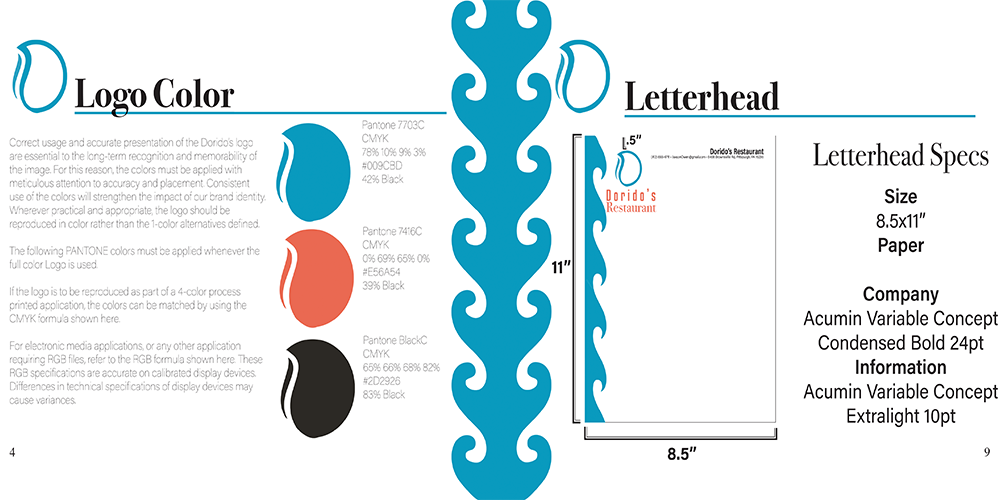 Logo Color
Correct usage and accurate presentation of the Dorido's logo
are essential to the long-term recognition and memorability of
the image. For this reason, the colors must be applied with
meticulous attention to accuracy and placement. Consistent
use of the colors will strengthen the impact of our brand identity.
Wherever practical and appropriate, the logo should be
reproduced in color rather than the 1-color alternatives defined.
The following PANTONE colors must be applied whenever the
full color Logo is used.
If the logo is to be reproduced as part of a 4-color process
printed application, the colors can be matched by using the
CMYK formula shown here.
For electronic media applications, or any other application
requiring RGB files, refer to the RGB formula shown here. These
RGB specifications are accurate on calibrated display devices.
Differences in technical specifications of display devices may
cause variances.
Pantone 7703C
CMYK
78% 10% 9% 3%
#009CBD
42% Black
Pantone 7416C
CMYK
0% 69% 65% 0%
#E56A54
39% Black
Pantone BlackC
CMYK
65% 66% 68% 82%
#2D2926
83% Black
4
Letterhead
.5"
Dorido's Restaurant
Dorido's
Restaurant
11"
8.5"
Letterhead Specs
Size
8.5x11"
Paper
Company
Acumin Variable Concept
Condensed Bold 24pt
Information
Acumin Variable Concept
Extralight 10pt
9